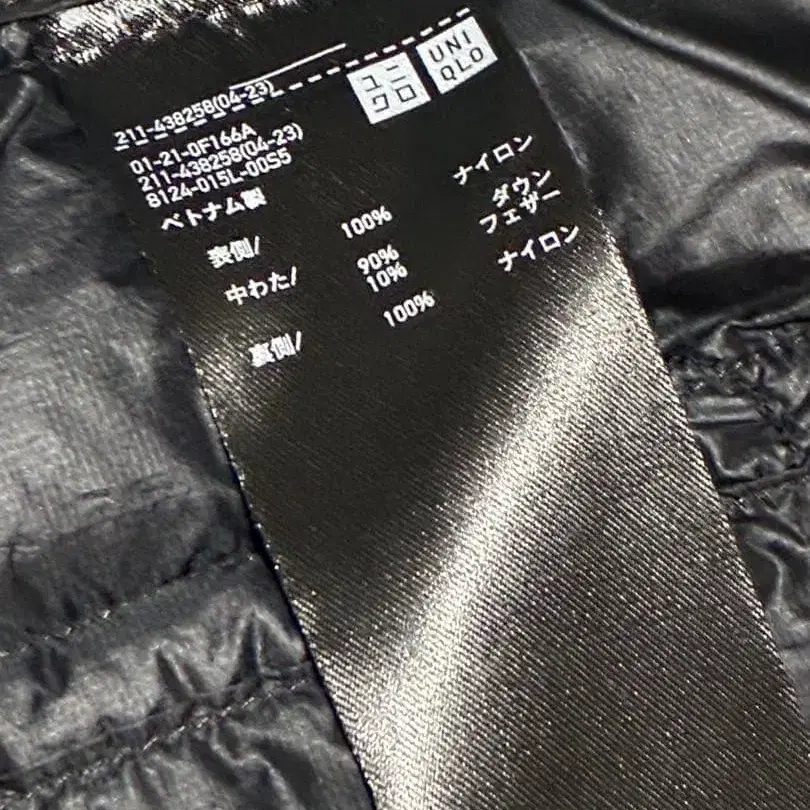 ユニ
クロ
UNI
QLO
211-438258(04-23)
01-21-0F166A
211-438258(04-23)
8124-015L-00S5
ベトナム製
表側/ 100% ナイロン
中わた/ 90% ダウン
10% フェザー
裏側/ 100% ナイロン